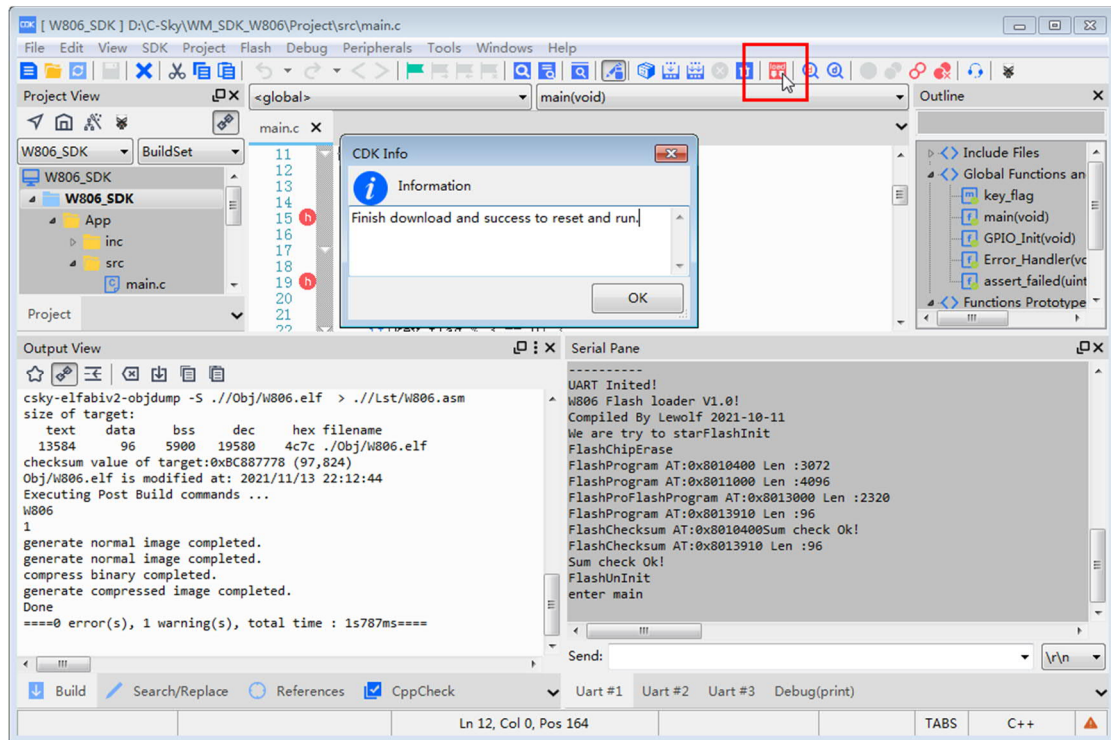 CDK [ W806_SDK ] D:\C-Sky\WM_SDK_W806\Project\src\main.c
File Edit View SDK Project Flash Debug Peripherals Tools Windows Help
Project View
<global>
main(void)
Outline
main.c
W806_SDK
BuildSet
W806_SDK
W806_SDK
App
inc
src
main.c
Project
11
12
13
14
15 h
16
17
18
19 h
20
21
22
CDK Info
Information
Finish download and success to reset and run.
OK
Include Files
Global Functions an
key_flag
main(void)
GPIO_Init(void)
Error_Handler(vo
assert_failed(uint
Functions Prototype
Output View
csky-elfabiv2-objdump -S .//Obj/W806.elf > .//Lst/W806.asm
size of target:
text data bss dec hex filename
13584 96 5900 19580 4c7c ./Obj/W806.elf
checksum value of target:0xBC887778 (97,824)
Obj/W806.elf is modified at: 2021/11/13 22:12:44
Executing Post Build commands ...
W806
1
generate normal image completed.
generate normal image completed.
compress binary completed.
generate compressed image completed.
Done
====0 error(s), 1 warning(s), total time : 1s787ms====
Build
Search/Replace
References
CppCheck
Serial Pane
----------
UART Inited!
W806 Flash loader V1.0!
Compiled By Lewolf 2021-10-11
We are try to starFlashInit
FlashChipErase
FlashProgram AT:0x8010400 Len :3072
FlashProgram AT:0x8011000 Len :4096
FlashProFlashProgram AT:0x8013000 Len :2320
FlashProgram AT:0x8013910 Len :96
FlashChecksum AT:0x8010400Sum check Ok!
FlashChecksum AT:0x8013910 Len :96
Sum check Ok!
FlashUnInit
enter main
Send:
\r\n
Uart #1
Uart #2
Uart #3
Debug(print)
Ln 12, Col 0, Pos 164
TABS
C++